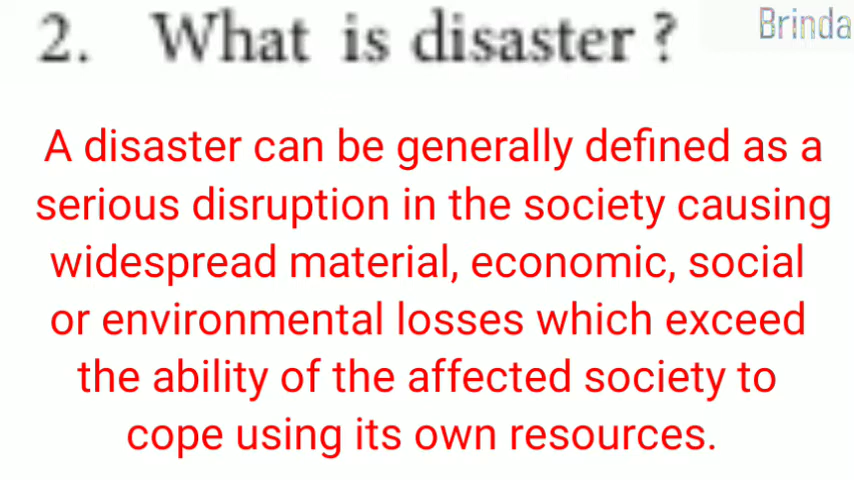 2. What is disaster ?
Brinda
A disaster can be generally defined as a
serious disruption in the society causing
widespread material, economic, social
or environmental losses which exceed
the ability of the affected society to
cope using its own resources.